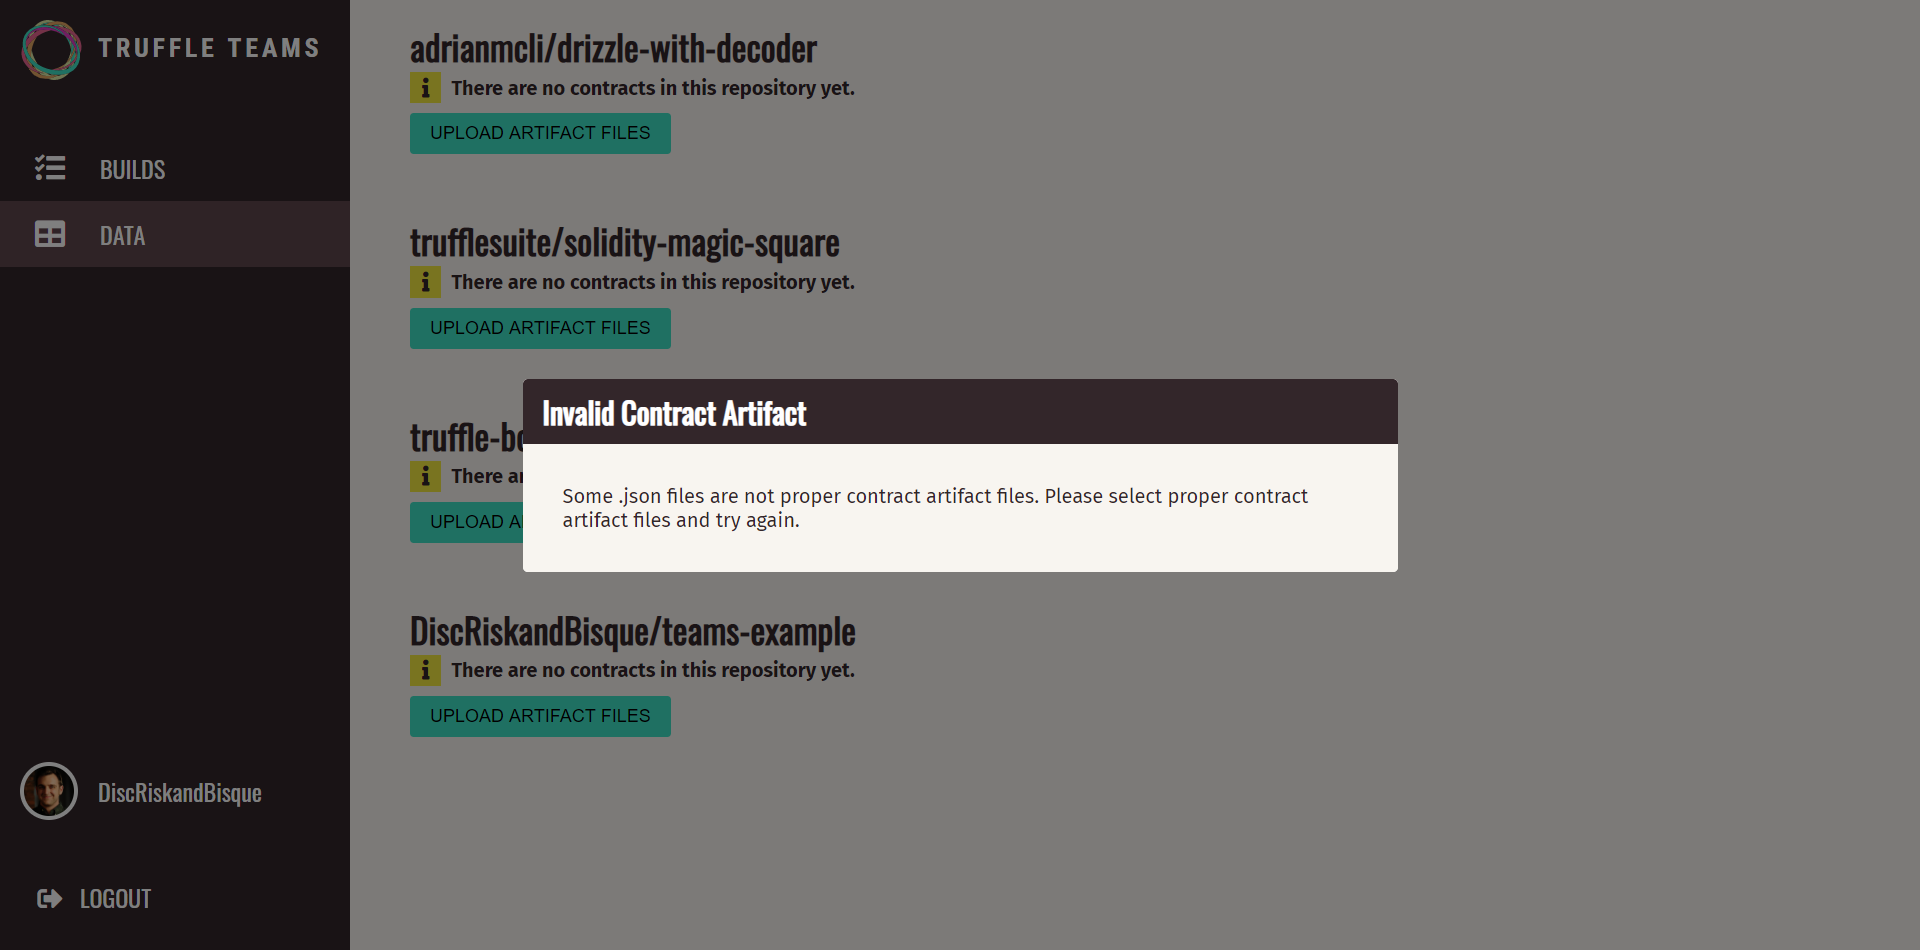 TRUFFLE TEAMS
BUILDS
DATA
DiscRiskandBisque
LOGOUT
adrianmcli/drizzle-with-decoder
There are no contracts in this repository yet.
UPLOAD ARTIFACT FILES
trufflesuite/solidity-magic-square
There are no contracts in this repository yet.
UPLOAD ARTIFACT FILES
truffle-bo
There ar
UPLOAD A
Invalid Contract Artifact
Some .json files are not proper contract artifact files. Please select proper contract
artifact files and try again.
DiscRiskandBisque/teams-example
There are no contracts in this repository yet.
UPLOAD ARTIFACT FILES